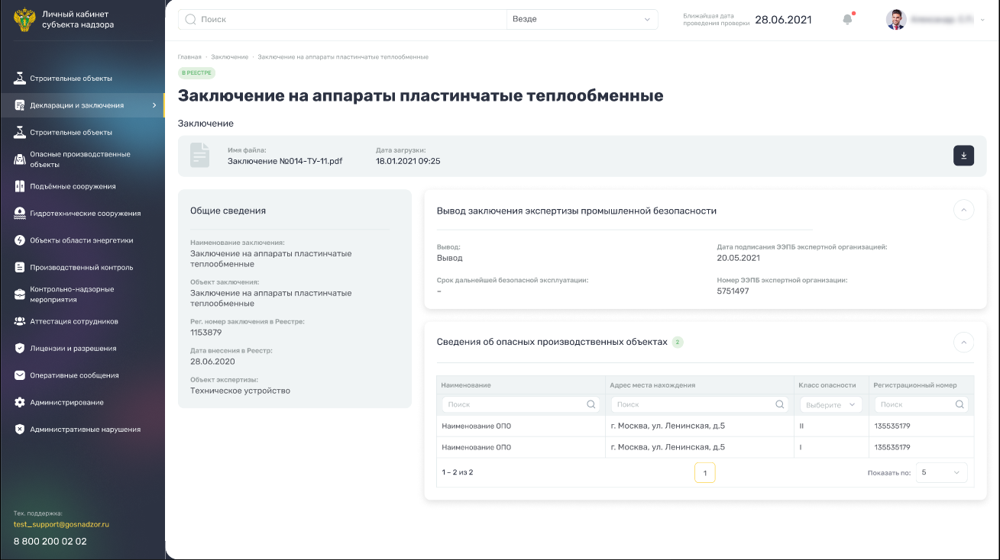 Личный кабинет
субъекта надзора
Поиск
Везде
Ближайшая дата
проведения проверки
28.06.2021
Строительные объекты
Декларации и заключения
Строительные объекты
Опасные производственные
объекты
Подъёмные сооружения
Гидротехнические сооружения
Объекты области энергетики
Производственный контроль
Контрольно-надзорные
мероприятия
Аттестация сотрудников
Лицензии и разрешения
Оперативные сообщения
Администрирование
Административные нарушения
Тех. поддержка:
test_support@gosnadzor.ru
8 800 200 02 02
Главная · Заключение · Заключение на аппараты пластинчатые теплообменные
В РЕЕСТРЕ
Заключение на аппараты пластинчатые теплообменные
Заключение
Имя файла:
Заключение №014-ТУ-11.pdf
Дата загрузки:
18.01.2021 09:25
Общие сведения
Наименование заключения:
Заключение на аппараты пластинчатые
теплообменные
Объект заключения:
Заключение на аппараты пластинчатые
теплообменные
Рег. номер заключения в Реестре:
1153879
Дата внесения в Реестр:
28.06.2020
Объект экспертизы:
Техническое устройство
Вывод заключения экспертизы промышленной безопасности
Вывод:
Вывод
Дата подписания ЭЭПБ экспертной организацией:
20.05.2021
Срок дальнейшей безопасной эксплуатации:
–
Номер ЭЭПБ экспертной организации:
5751497
Сведения об опасных производственных объектах 2
Наименование Адрес места нахождения Класс опасности Регистрационный номер
Поиск Поиск Выберите Поиск
Наименование ОПО г. Москва, ул. Ленинская, д.5 II 135535179
Наименование ОПО г. Москва, ул. Ленинская, д.5 I 135535179
1 – 2 из 2 1 Показать по: 5